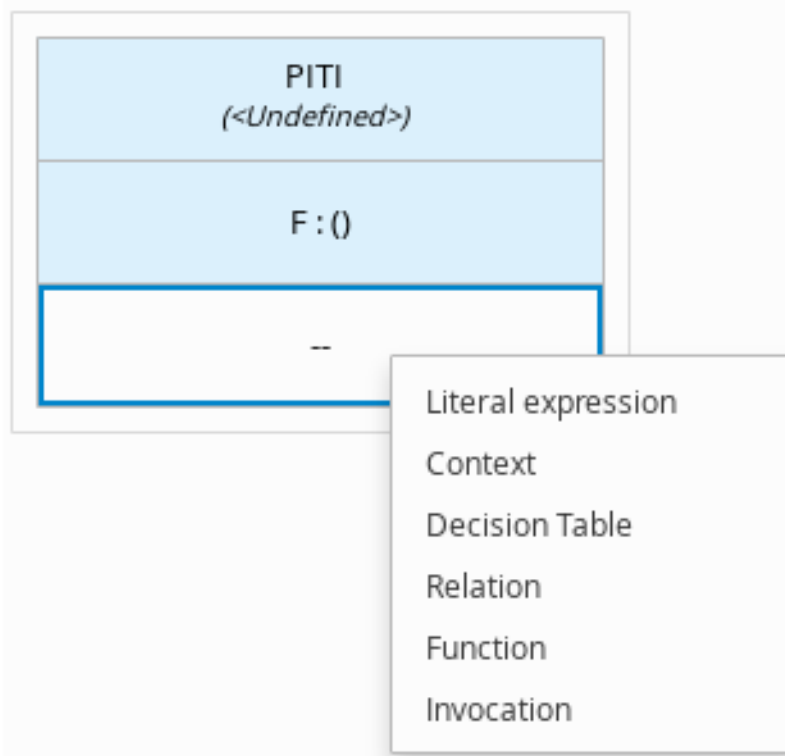 PITI
(<Undefined>)
F : ()
--
Literal expression
Context
Decision Table
Relation
Function
Invocation